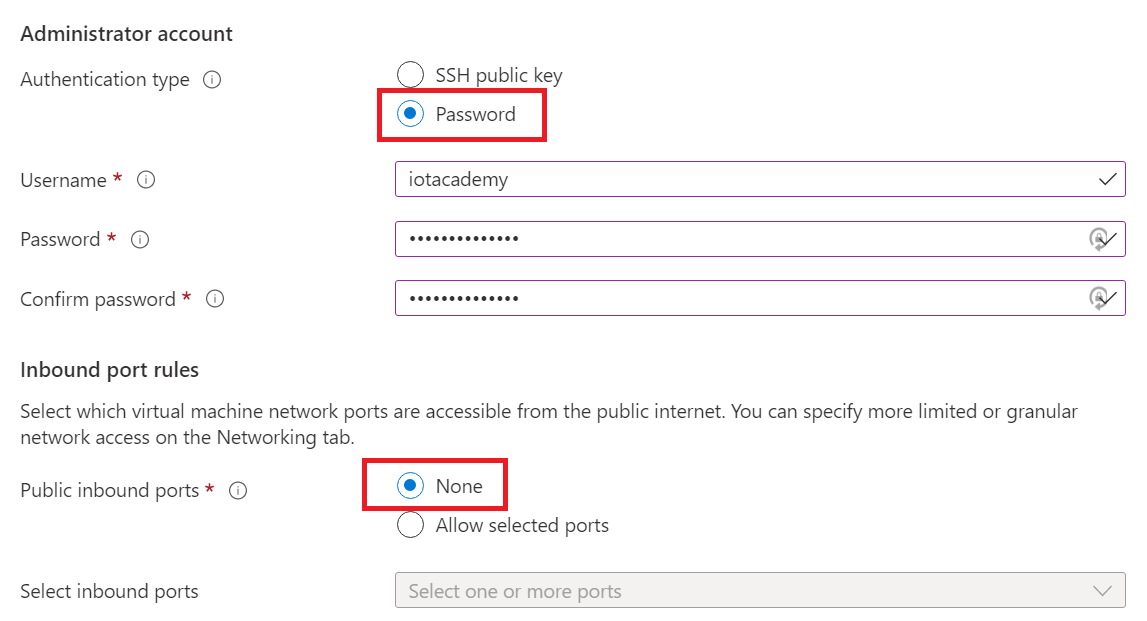 Administrator account
Authentication type
SSH public key
Password
Username *
iotacademy
Password *
••••••••••••••
Confirm password *
••••••••••••••
Inbound port rules
Select which virtual machine network ports are accessible from the public internet. You can specify more limited or granular
network access on the Networking tab.
Public inbound ports *
None
Allow selected ports
Select inbound ports
Select one or more ports